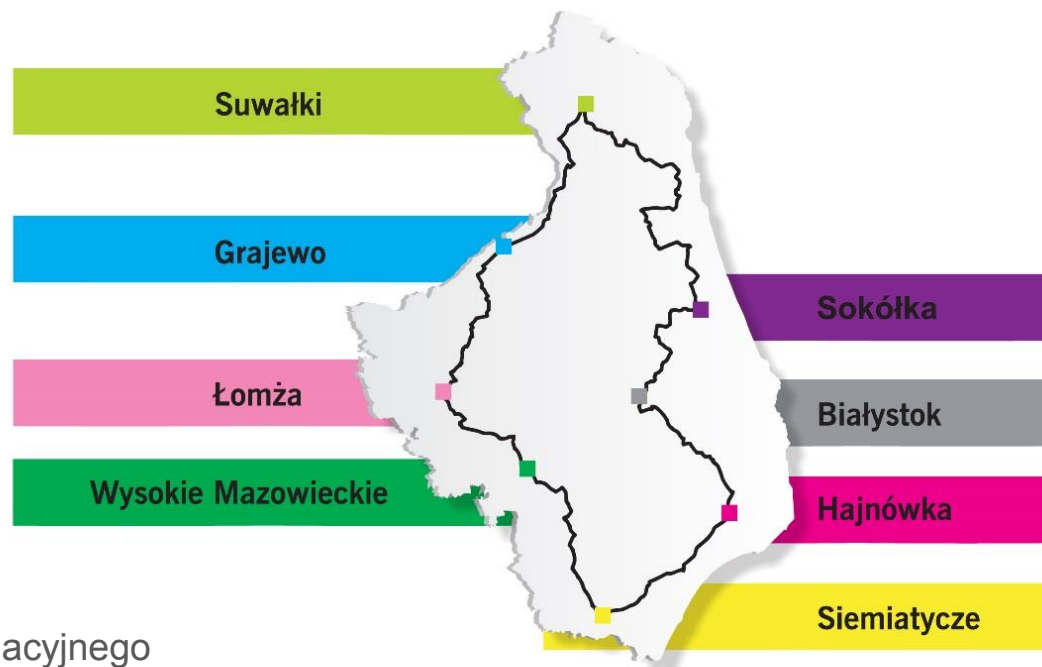 Suwałki
Grajewo
Sokółka
Łomża
Białystok
Wysokie Mazowieckie
Hajnówka
Siemiatycze
acyjnego